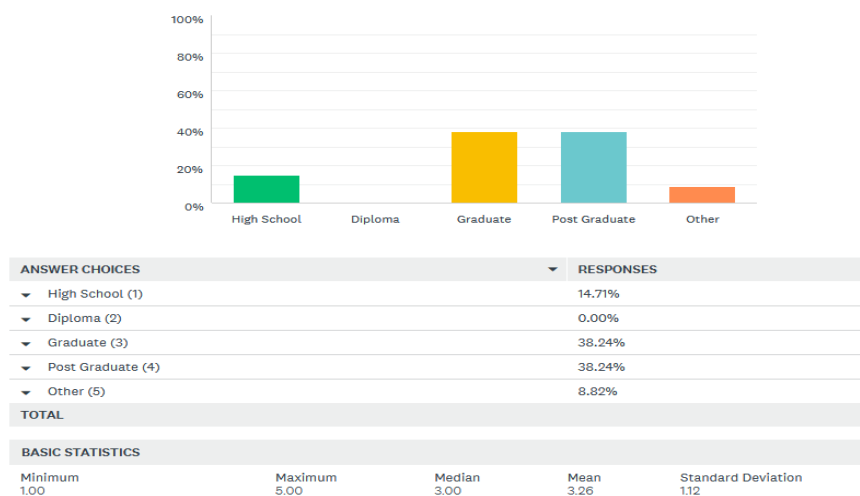 100%
80%
60%
40%
20%
0%
High School Diploma Graduate Post Graduate Other
ANSWER CHOICES RESPONSES
High School (1) 14.71%
Diploma (2) 0.00%
Graduate (3) 38.24%
Post Graduate (4) 38.24%
Other (5) 8.82%
TOTAL
BASIC STATISTICS
Minimum Maximum Median Mean Standard Deviation
1.00 5.00 3.00 3.26 1.12